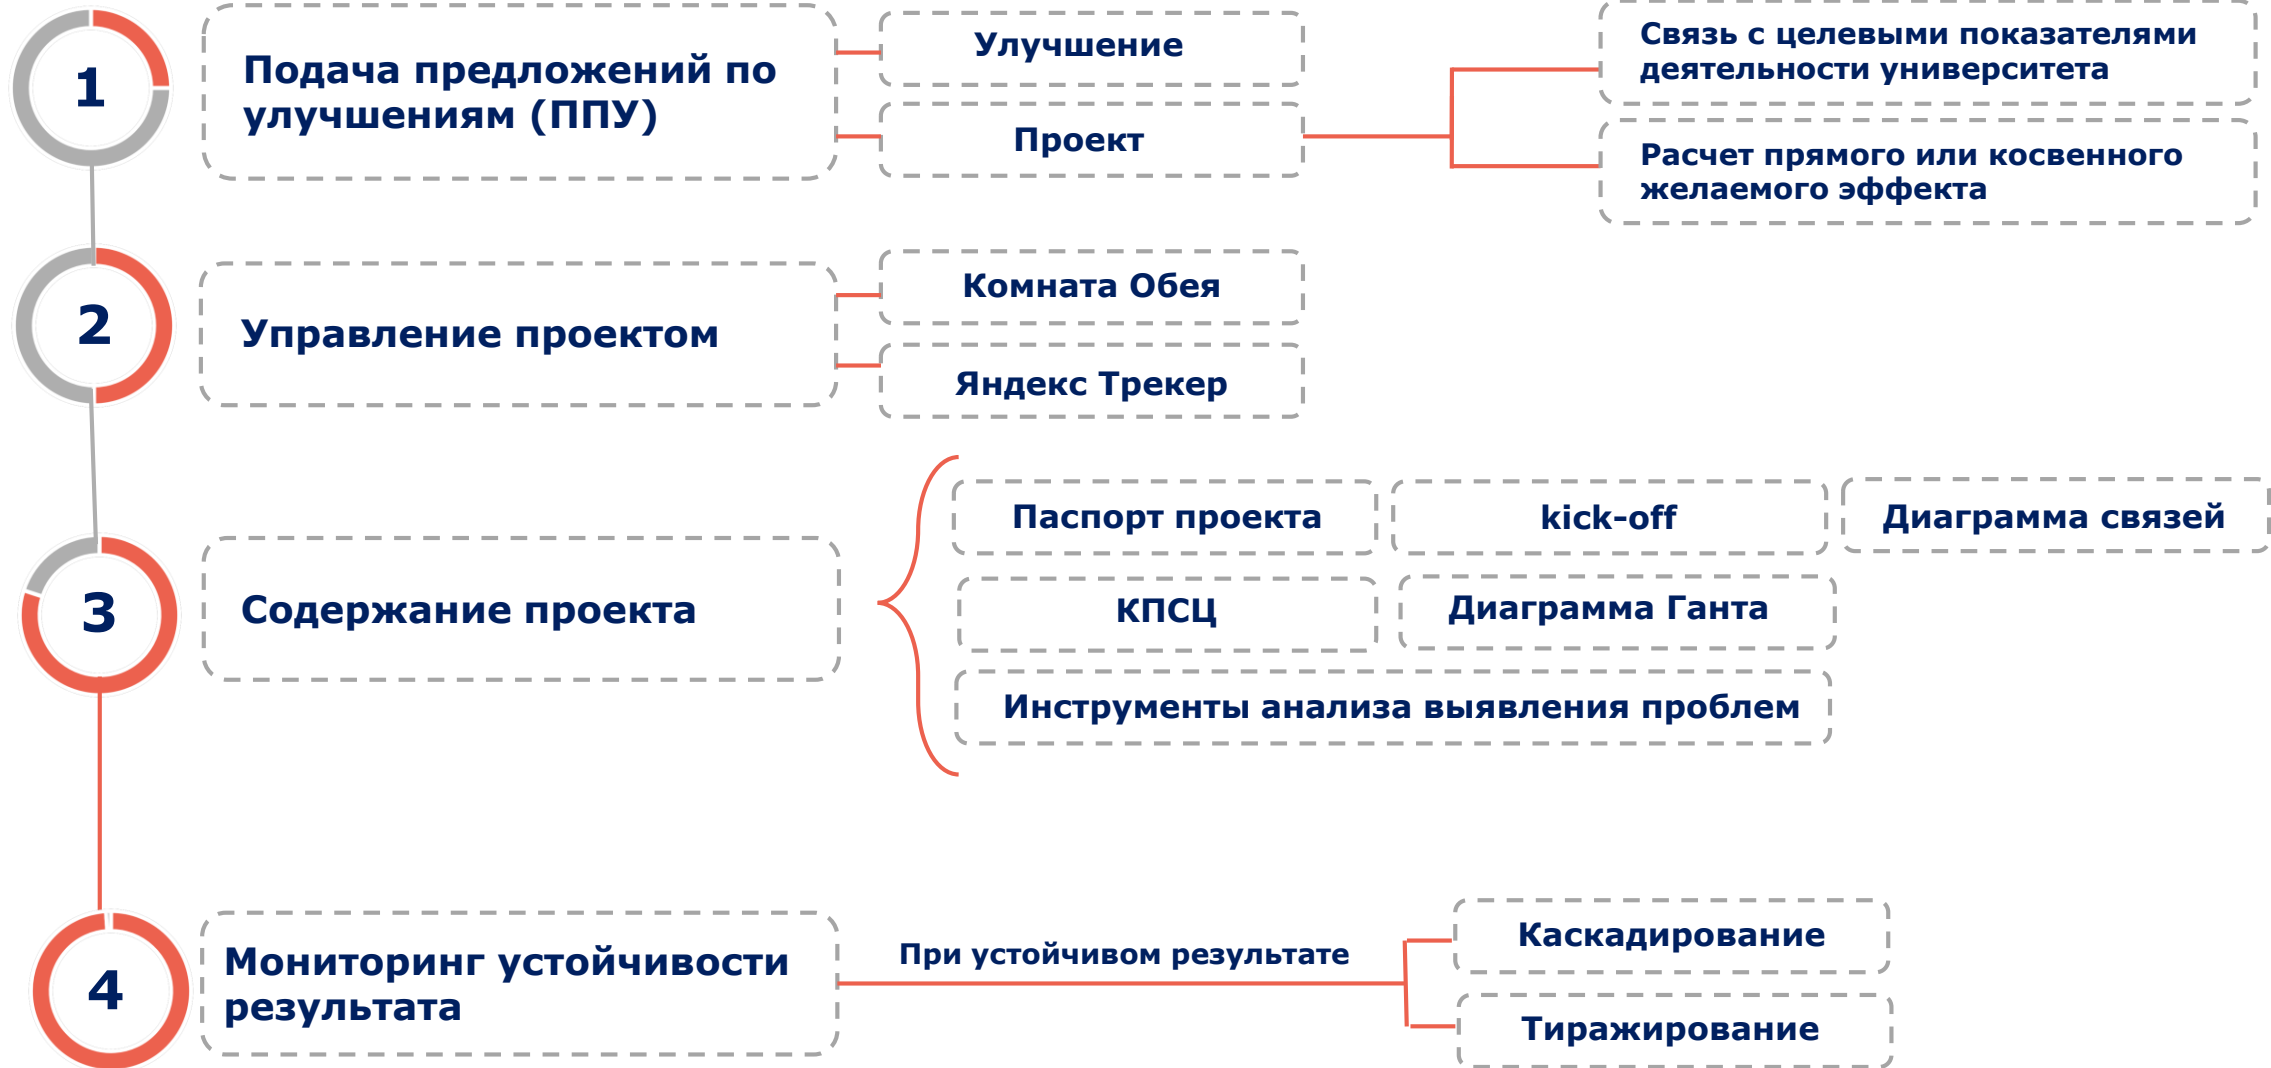 1
Подача предложений по
улучшениям (ППУ)
Улучшение
Проект
Связь с целевыми показателями
деятельности университета
Расчет прямого или косвенного
желаемого эффекта
2
Управление проектом
Комната Обея
Яндекс Трекер
3
Содержание проекта
Паспорт проекта
kick-off
Диаграмма связей
КПСЦ
Диаграмма Ганта
Инструменты анализа выявления проблем
4
Мониторинг устойчивости
результата
При устойчивом результате
Каскадирование
Тиражирование